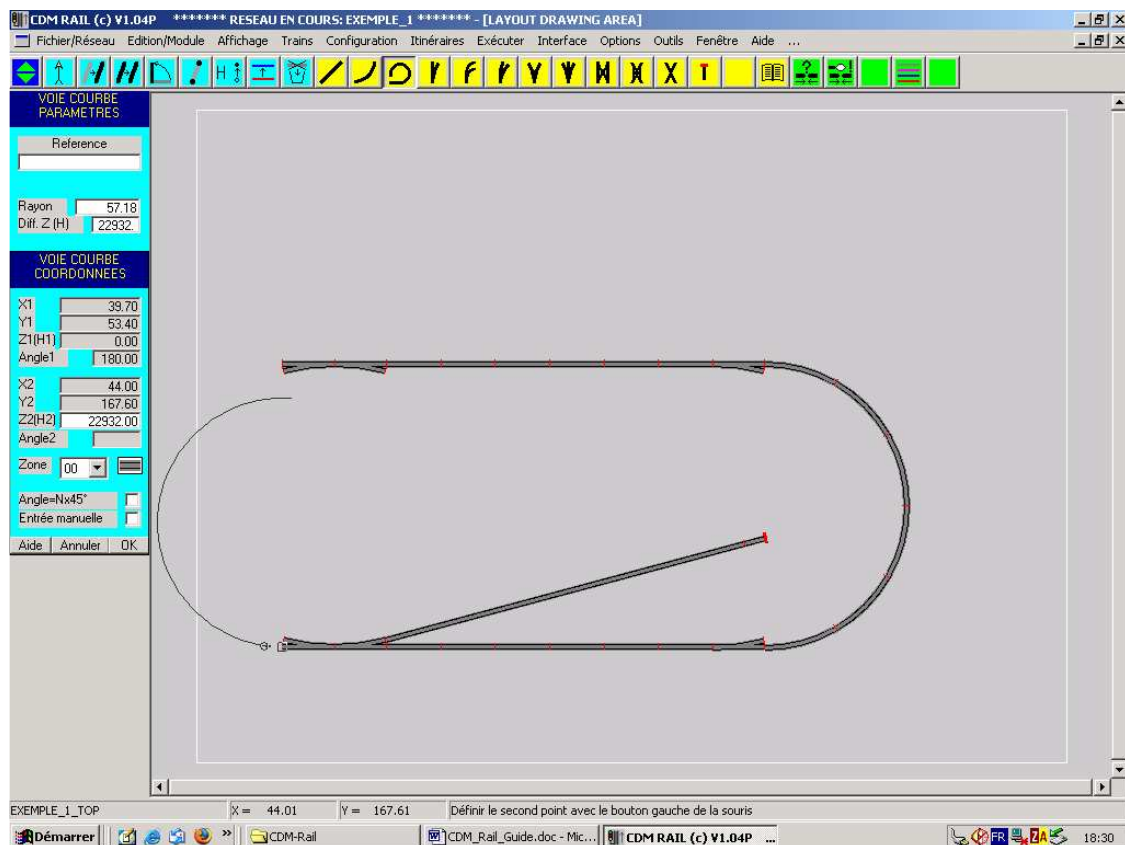 CDM RAIL (c) V1.04P ******* RESEAU EN COURS: EXEMPLE_1 ******* - [LAYOUT DRAWING AREA]
Fichier/Réseau Edition/Module Affichage Trains Configuration Itinéraires Exécuter Interface Options Outils Fenêtre Aide ...
VOIE COURBE
PARAMETRES
Reference
Rayon 57.18
Diff. Z (H) 22932.
VOIE COURBE
COORDONNEES
X1 39.70
Y1 53.40
Z1(H1) 0.00
Angle1 180.00
X2 44.00
Y2 167.60
Z2(H2) 22932.00
Angle2
Zone 00
Angle=Nx45°
Entrée manuelle
Aide Annuler OK
EXEMPLE_1_TOP X = 44.01 Y = 167.61 Définir le second point avec le bouton gauche de la souris
Démarrer » CDM-Rail CDM_Rail_Guide.doc - Mic... CDM RAIL (c) V1.04P ... FR ZA 18:30